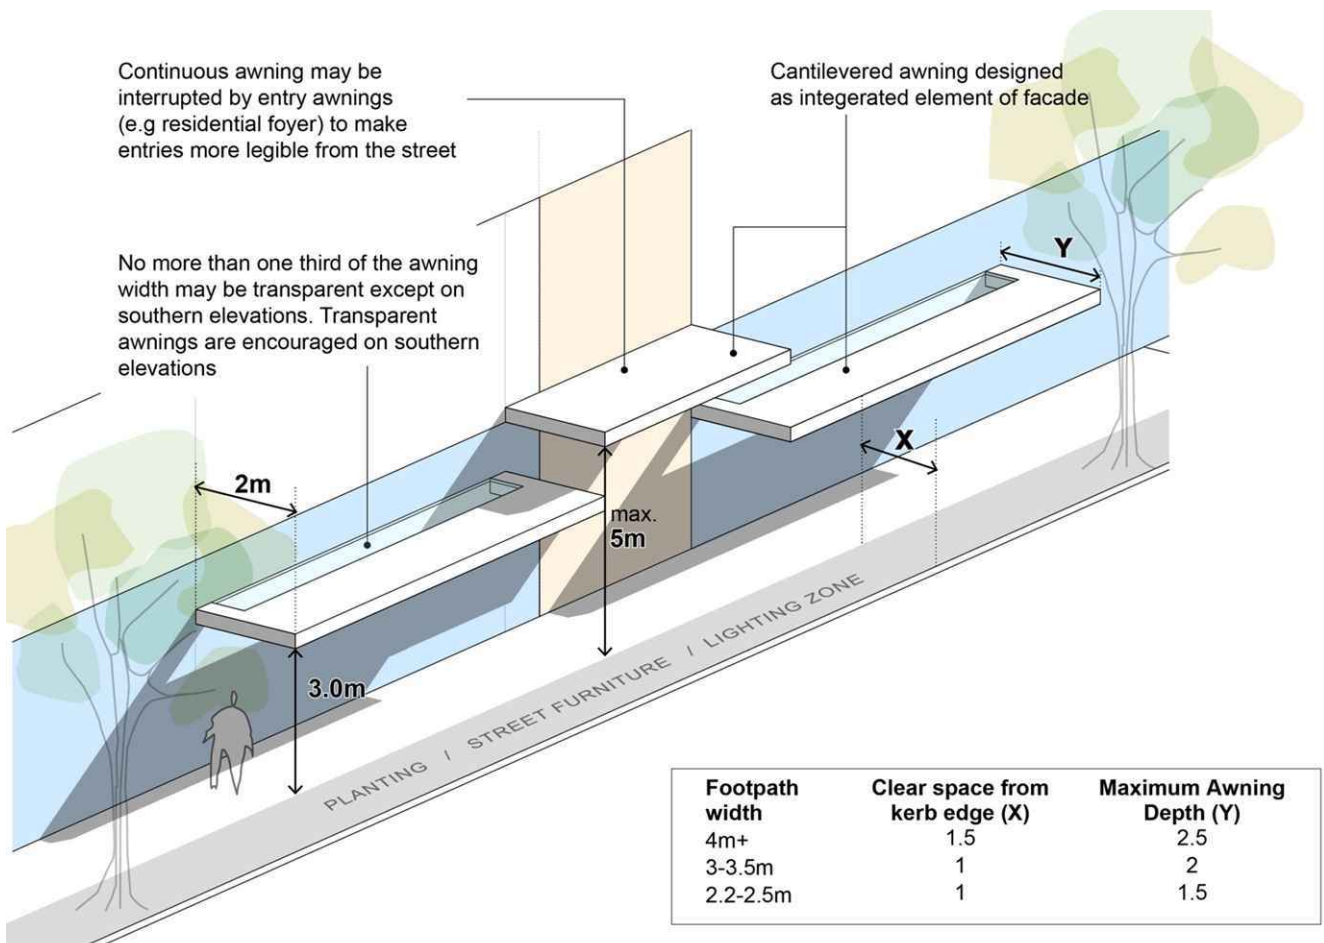 Continuous awning may be
interrupted by entry awnings
(e.g residential foyer) to make
entries more legible from the street
Cantilevered awning designed
as integerated element of facade
No more than one third of the awning
width may be transparent except on
southern elevations. Transparent
awnings are encouraged on southern
elevations
Y
X
2m
max.
5m
3.0m
PLANTING / STREET FURNITURE / LIGHTING ZONE
Footpath width Clear space from kerb edge (X) Maximum Awning Depth (Y)
4m+ 1.5 2.5
3-3.5m 1 2
2.2-2.5m 1 1.5